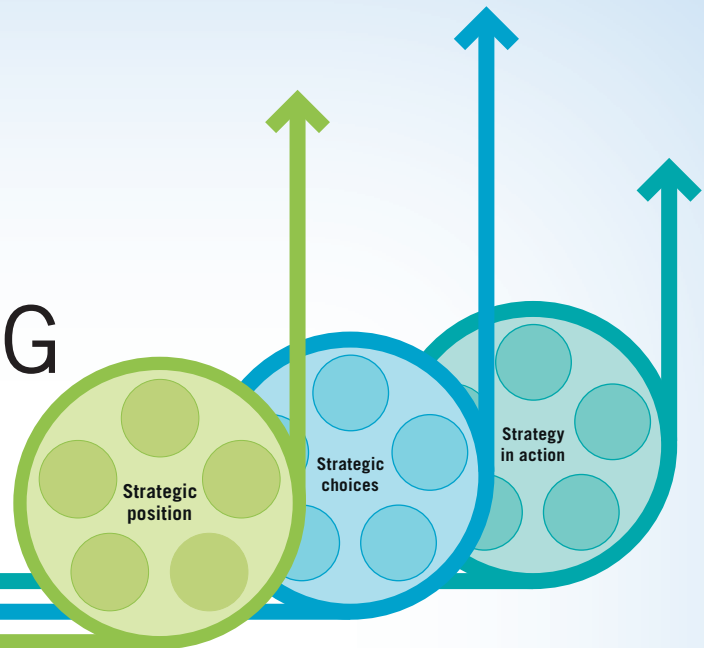 G
Strategic
position
Strategic
choices
Strategy
in action